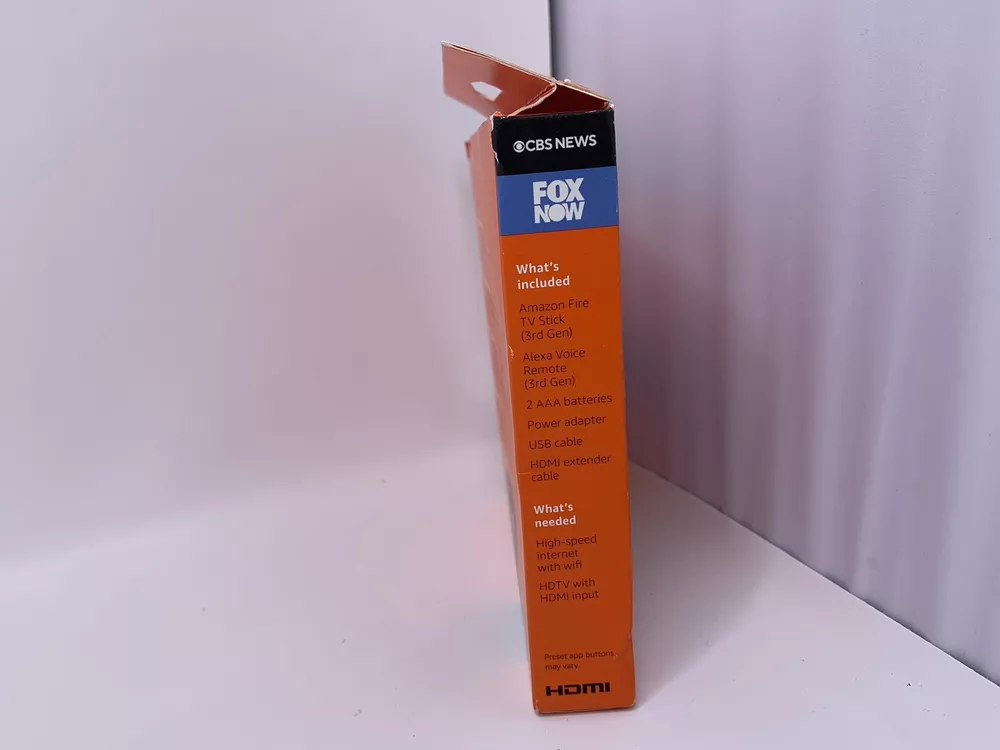 CBS NEWS
FOX
NOW
What's
included
Amazon Fire
TV Stick
(3rd Gen)
Alexa Voice
Remote
(3rd Gen)
2 AAA batteries
Power adapter
USB cable
HDMI extender
cable
What's
needed
High-speed
internet
with wifi
HDTV with
HDMI input
Preset app buttons
may vary.
HDMI